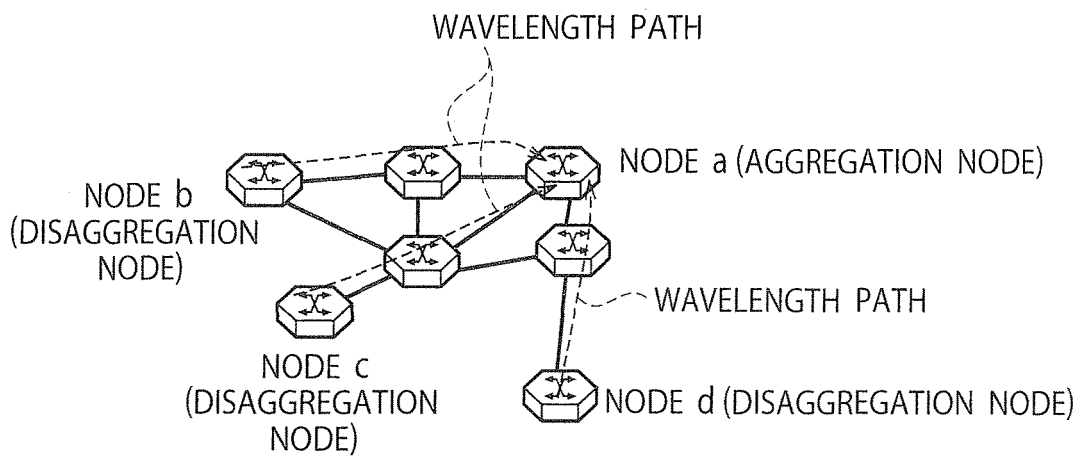 WAVELENGTH PATH
NODE a (AGGREGATION NODE)
NODE b
(DISAGGREGATION
NODE)
WAVELENGTH PATH
NODE c
(DISAGGREGATION
NODE)
NODE d (DISAGGREGATION NODE)